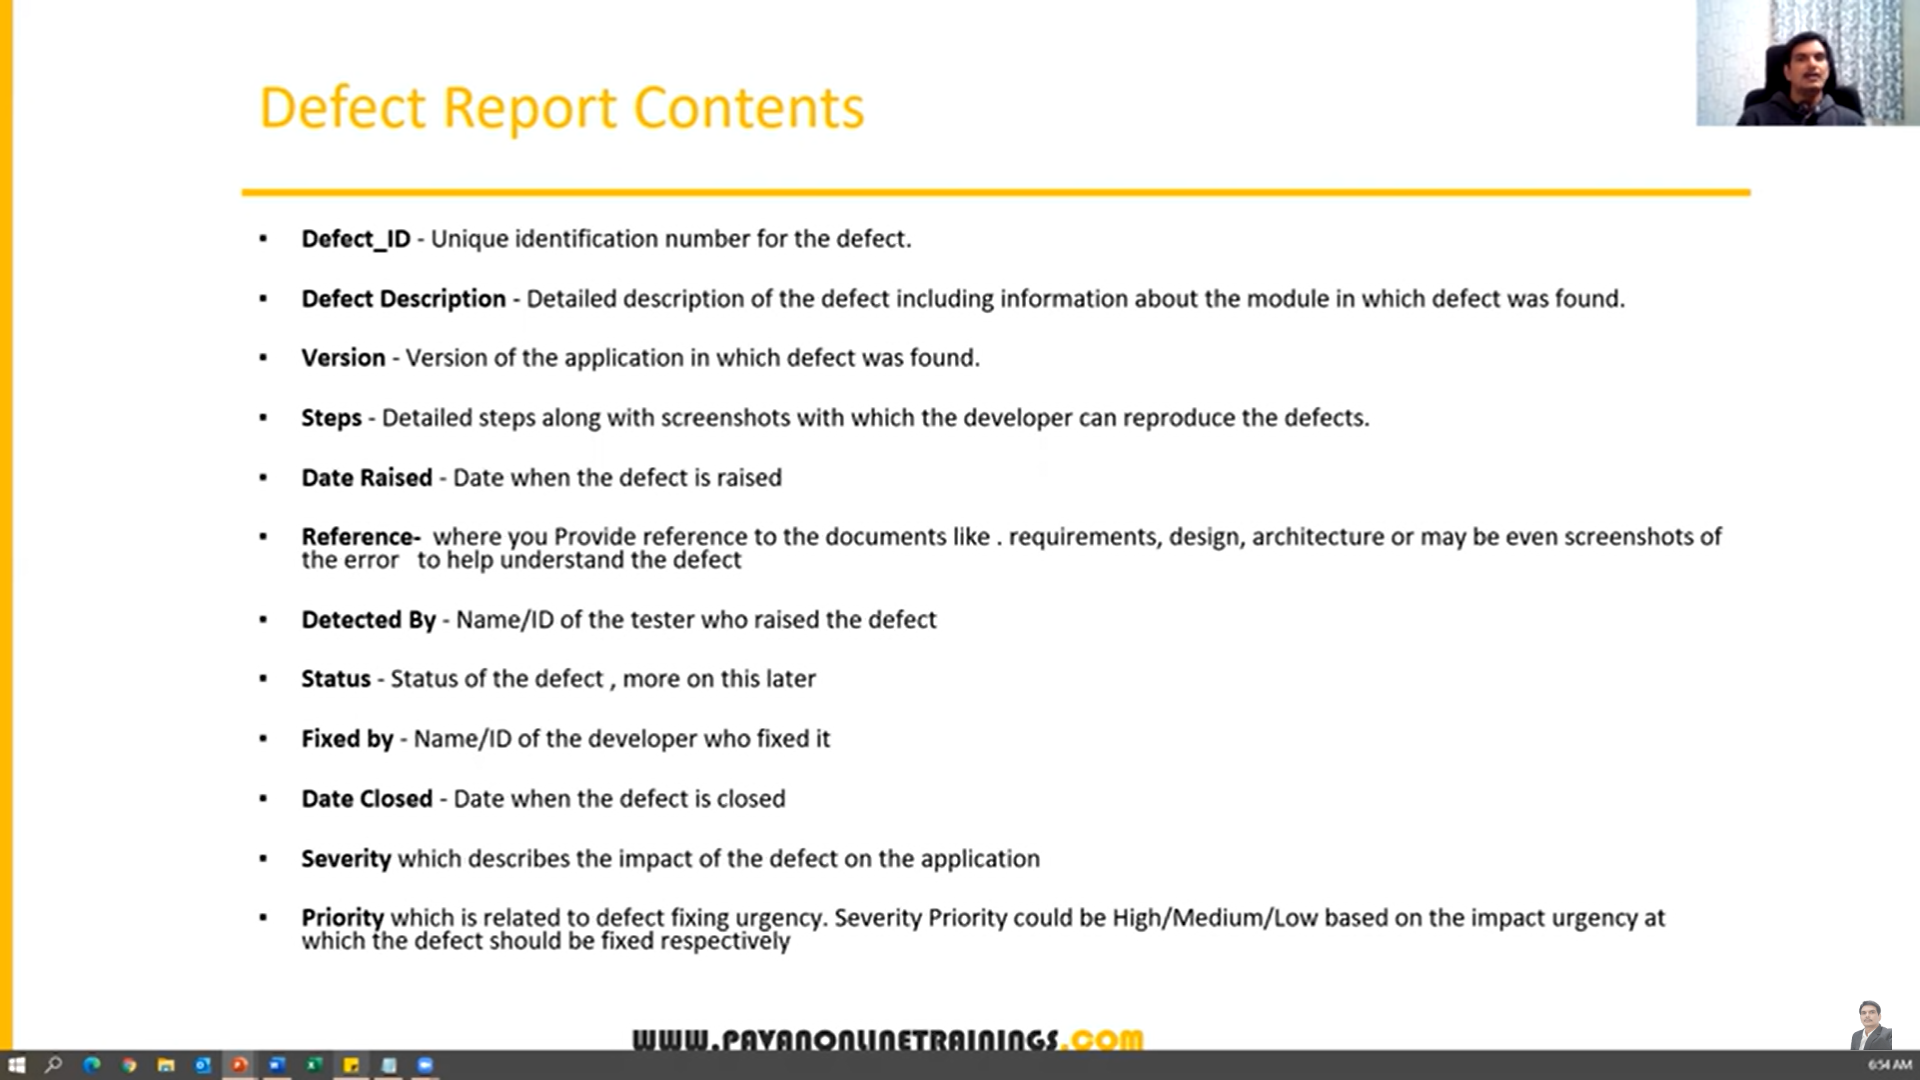 Defect Report Contents
▪ Defect_ID - Unique identification number for the defect.
▪ Defect Description - Detailed description of the defect including information about the module in which defect was found.
▪ Version - Version of the application in which defect was found.
▪ Steps - Detailed steps along with screenshots with which the developer can reproduce the defects.
▪ Date Raised - Date when the defect is raised
▪ Reference- where you Provide reference to the documents like . requirements, design, architecture or may be even screenshots of
the error to help understand the defect
▪ Detected By - Name/ID of the tester who raised the defect
▪ Status - Status of the defect , more on this later
▪ Fixed by - Name/ID of the developer who fixed it
▪ Date Closed - Date when the defect is closed
▪ Severity which describes the impact of the defect on the application
▪ Priority which is related to defect fixing urgency. Severity Priority could be High/Medium/Low based on the impact urgency at
which the defect should be fixed respectively
WWW.PAVANONLINETRAININGS.COM
6:54 AM